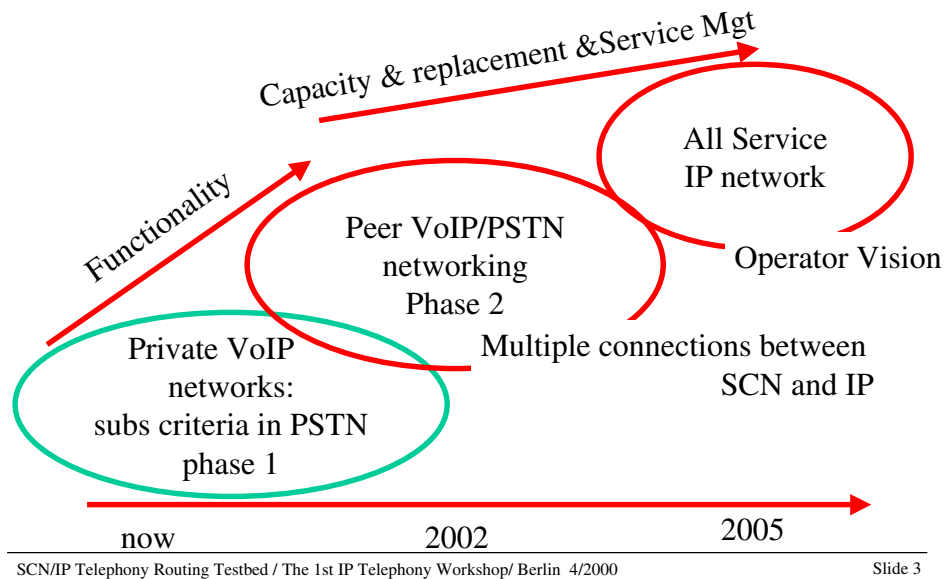 Capacity & replacement &Service Mgt
Functionality
All Service
IP network
Operator Vision
Peer VoIP/PSTN
networking
Phase 2
Multiple connections between
SCN and IP
Private VoIP
networks:
subs criteria in PSTN
phase 1
now
2002
2005
SCN/IP Telephony Routing Testbed / The 1st IP Telephony Workshop/ Berlin 4/2000
Slide 3